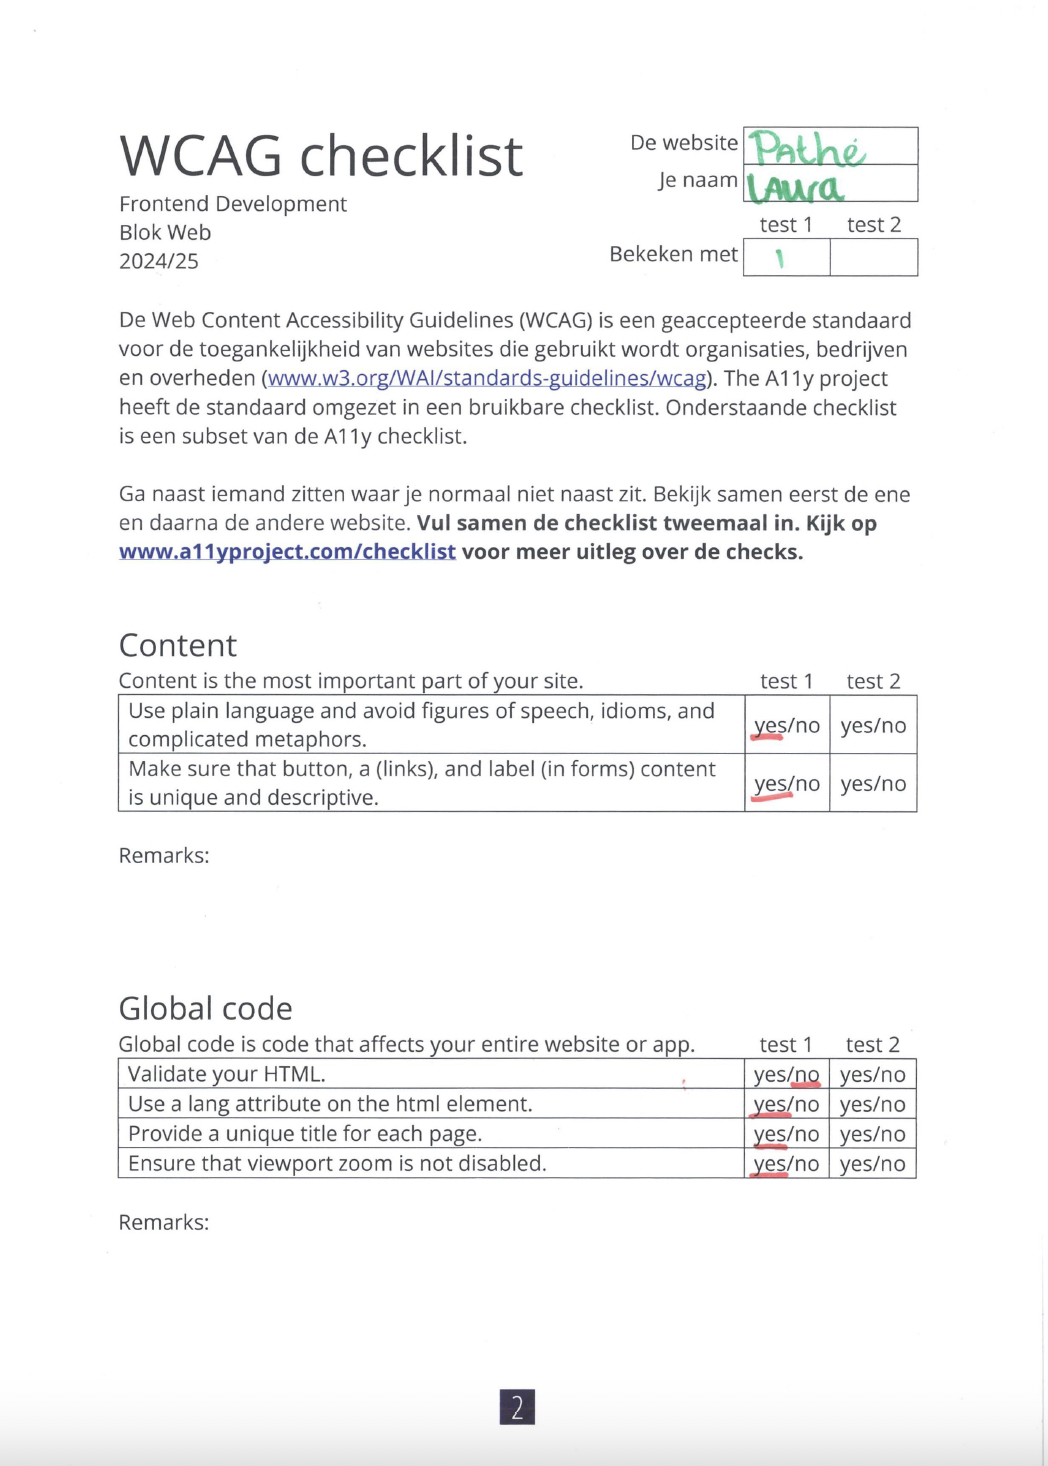 WCAG checklist
Frontend Development
Blok Web
2024/25
De website Pathé
Je naam Laura
test 1 test 2
Bekeken met 1
De Web Content Accessibility Guidelines (WCAG) is een geaccepteerde standaard
voor de toegankelijkheid van websites die gebruikt wordt organisaties, bedrijven
en overheden (www.w3.org/WAI/standards-guidelines/wcag). The A11y project
heeft de standaard omgezet in een bruikbare checklist. Onderstaande checklist
is een subset van de A11y checklist.
Ga naast iemand zitten waar je normaal niet naast zit. Bekijk samen eerst de ene
en daarna de andere website. Vul samen de checklist tweemaal in. Kijk op
www.a11yproject.com/checklist voor meer uitleg over de checks.
Content
Content is the most important part of your site. test 1 test 2
Use plain language and avoid figures of speech, idioms, and
complicated metaphors.
yes/no yes/no
Make sure that button, a (links), and label (in forms) content
is unique and descriptive.
yes/no yes/no
Remarks:
Global code
Global code is code that affects your entire website or app. test 1 test 2
Validate your HTML. yes/no yes/no
Use a lang attribute on the html element. yes/no yes/no
Provide a unique title for each page. yes/no yes/no
Ensure that viewport zoom is not disabled. yes/no yes/no
Remarks:
2